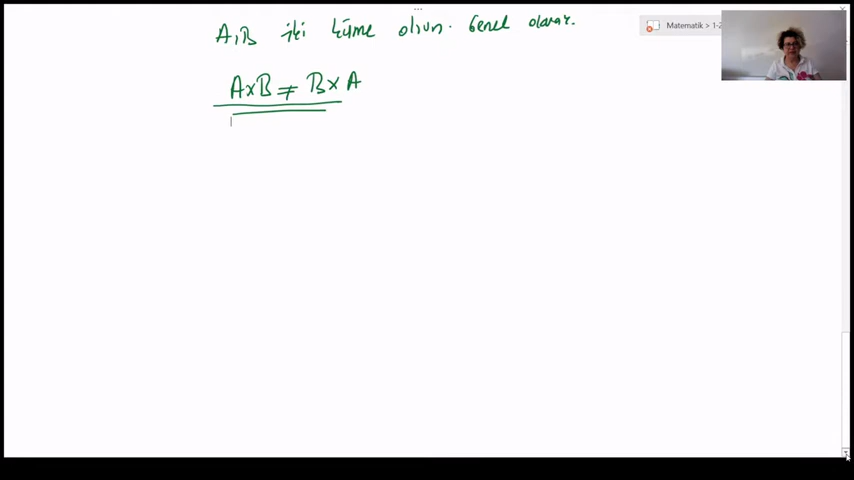 A,B iki küme olsun. Genel olarak.
Matematik > 1-2
A×B ≠ B×A